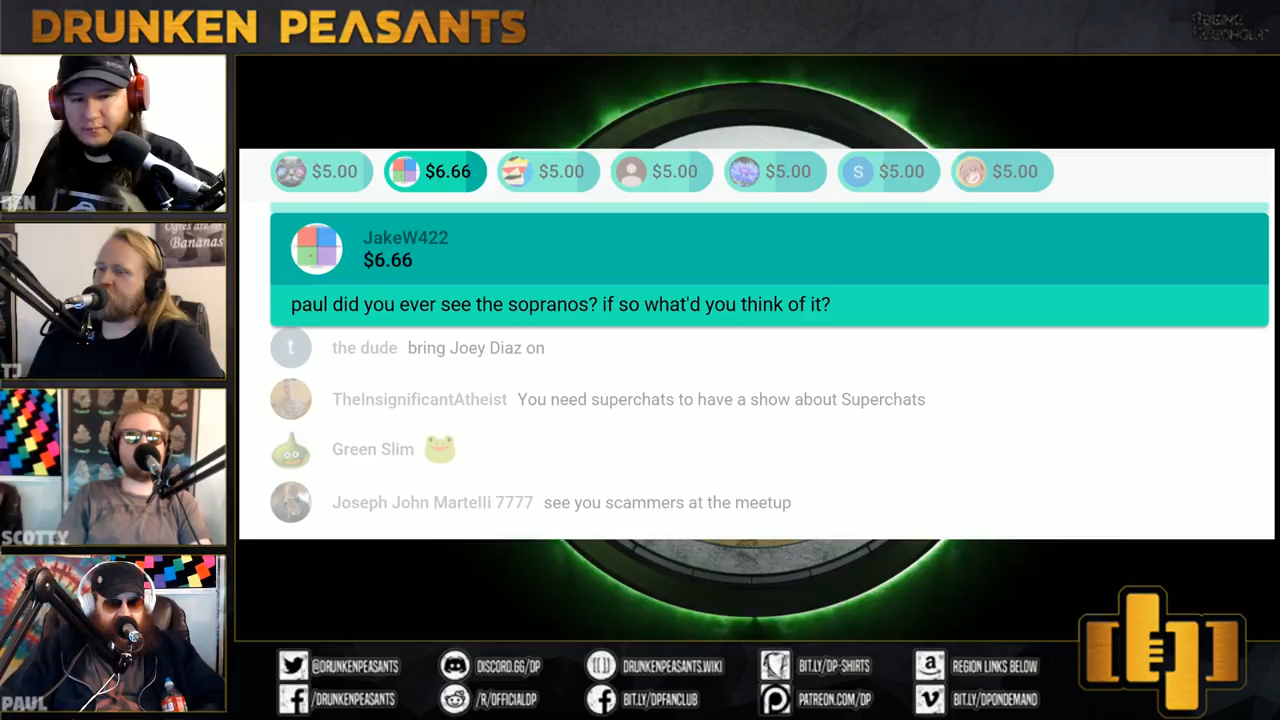 DRUNKEN PEASANTS
Ogres are like
Bananas
BEN
TJ
SCOTTY
PAUL
$5.00
$6.66
$5.00
$5.00
$5.00
S $5.00
$5.00
JakeW422
$6.66
paul did you ever see the sopranos? if so what'd you think of it?
t the dude bring Joey Diaz on
TheInsignificantAtheist You need superchats to have a show about Superchats
Green Slim
Joseph John Martelli 7777 see you scammers at the meetup
@DRUNKENPEASANTS
DISCORD.GG/DP
DRUNKENPEASANTS.WIKI
BIT.LY/DP-SHIRTS
REGION LINKS BELOW
/DRUNKENPEASANTS
/R/OFFICIALDP
BIT.LY/DPFANCLUB
PATREON.COM/DP
BIT.LY/DPONDEMAND